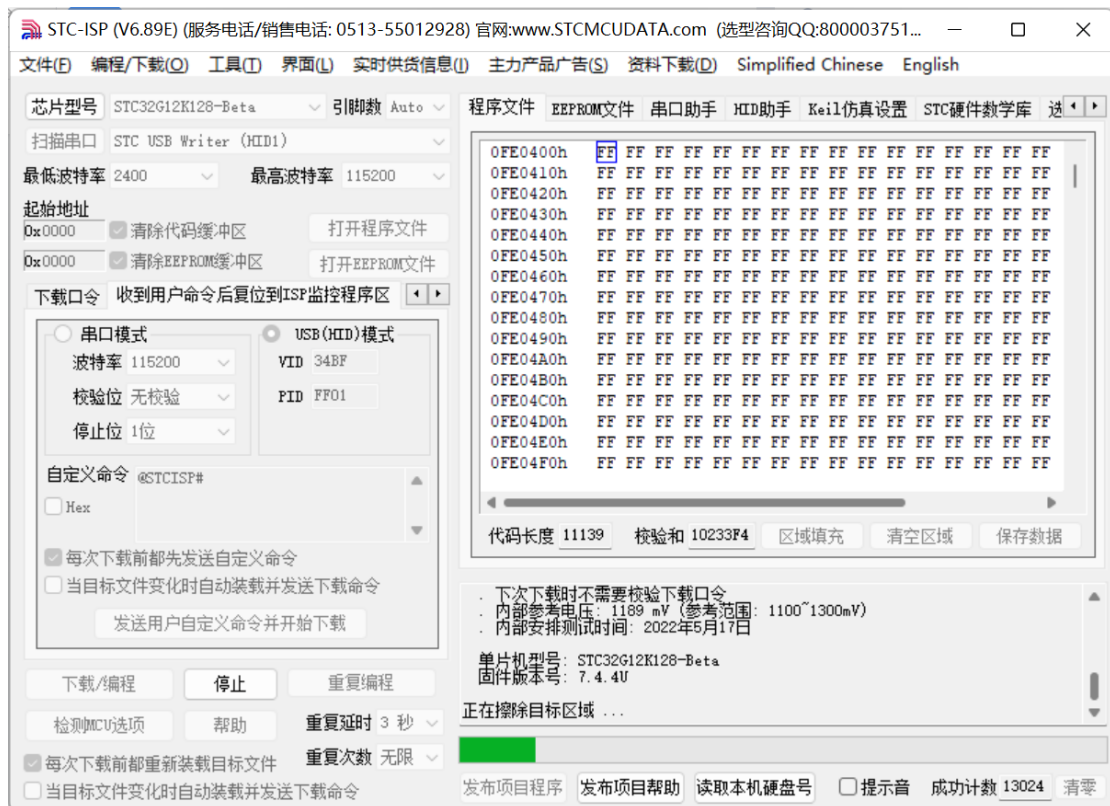 STC-ISP (V6.89E) (服务电话/销售电话: 0513-55012928) 官网:www.STCMCUDATA.com (选型咨询QQ:800003751...
文件(F) 编程/下载(O) 工具(T) 界面(L) 实时供货信息(I) 主力产品广告(S) 资料下载(D) Simplified Chinese English
芯片型号 STC32G12K128-Beta 引脚数 Auto
扫描串口 STC USB Writer (HID1)
最低波特率 2400 最高波特率 115200
起始地址
0x0000 清除代码缓冲区 打开程序文件
0x0000 清除EEPROM缓冲区 打开EEPROM文件
下载口令 收到用户命令后复位到ISP监控程序区
串口模式 USB(HID)模式
波特率 115200 VID 34BF
校验位 无校验 PID FF01
停止位 1位
自定义命令 @STCISP#
Hex
每次下载前都先发送自定义命令
当目标文件变化时自动装载并发送下载命令
发送用户自定义命令并开始下载
下载/编程 停止 重复编程
检测MCU选项 帮助 重复延时 3 秒
每次下载前都重新装载目标文件 重复次数 无限
当目标文件变化时自动装载并发送下载命令
程序文件 EEPROM文件 串口助手 HID助手 Keil仿真设置 STC硬件数学库 选
0FE0400h FF FF FF FF FF FF FF FF FF FF FF FF FF FF FF FF
0FE0410h FF FF FF FF FF FF FF FF FF FF FF FF FF FF FF FF
0FE0420h FF FF FF FF FF FF FF FF FF FF FF FF FF FF FF FF
0FE0430h FF FF FF FF FF FF FF FF FF FF FF FF FF FF FF FF
0FE0440h FF FF FF FF FF FF FF FF FF FF FF FF FF FF FF FF
0FE0450h FF FF FF FF FF FF FF FF FF FF FF FF FF FF FF FF
0FE0460h FF FF FF FF FF FF FF FF FF FF FF FF FF FF FF FF
0FE0470h FF FF FF FF FF FF FF FF FF FF FF FF FF FF FF FF
0FE0480h FF FF FF FF FF FF FF FF FF FF FF FF FF FF FF FF
0FE0490h FF FF FF FF FF FF FF FF FF FF FF FF FF FF FF FF
0FE04A0h FF FF FF FF FF FF FF FF FF FF FF FF FF FF FF FF
0FE04B0h FF FF FF FF FF FF FF FF FF FF FF FF FF FF FF FF
0FE04C0h FF FF FF FF FF FF FF FF FF FF FF FF FF FF FF FF
0FE04D0h FF FF FF FF FF FF FF FF FF FF FF FF FF FF FF FF
0FE04E0h FF FF FF FF FF FF FF FF FF FF FF FF FF FF FF FF
0FE04F0h FF FF FF FF FF FF FF FF FF FF FF FF FF FF FF FF
代码长度 11139 校验和 10233F4 区域填充 清空区域 保存数据
. 下次下载时不需要校验下载口令
. 内部参考电压: 1189 mV (参考范围: 1100~1300mV)
. 内部安排测试时间: 2022年5月17日
单片机型号: STC32G12K128-Beta
固件版本号: 7.4.4U
正在擦除目标区域 ...
发布项目程序 发布项目帮助 读取本机硬盘号 提示音 成功计数 13024 清零